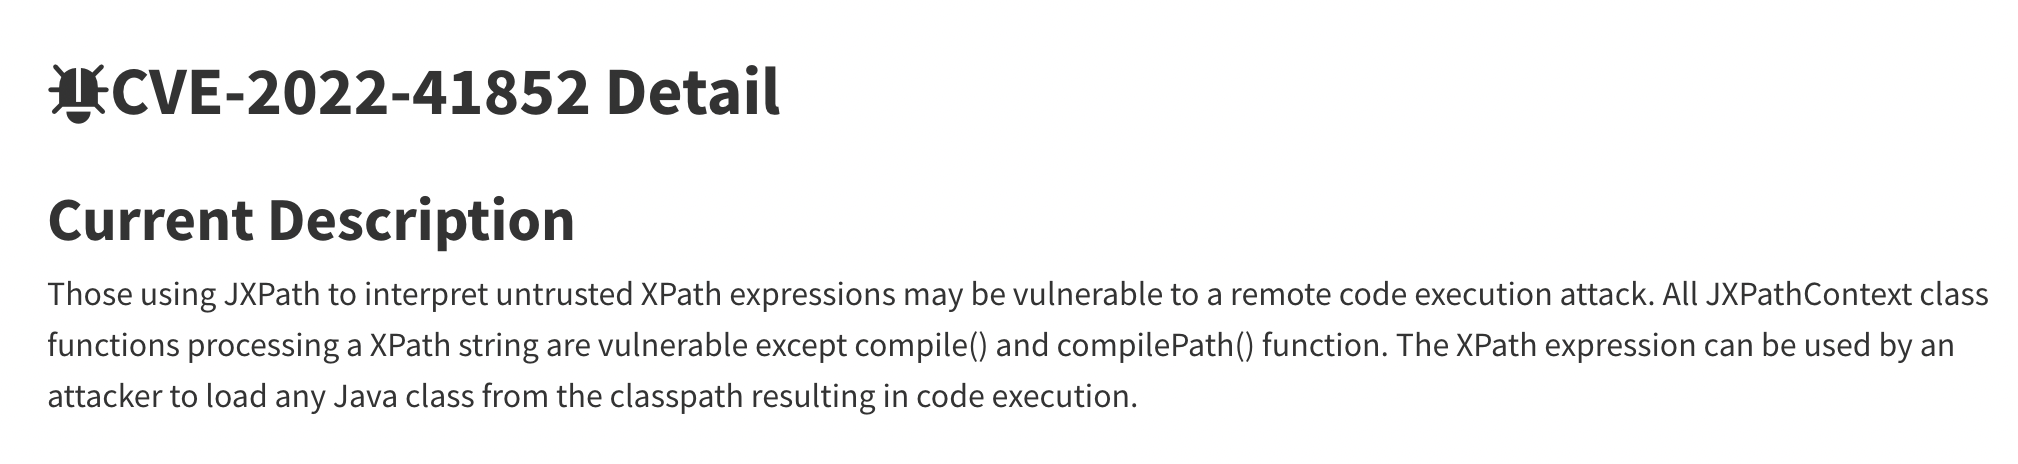 CVE-2022-41852 Detail
Current Description
Those using JXPath to interpret untrusted XPath expressions may be vulnerable to a remote code execution attack. All JXPathContext class
functions processing a XPath string are vulnerable except compile() and compilePath() function. The XPath expression can be used by an
attacker to load any Java class from the classpath resulting in code execution.